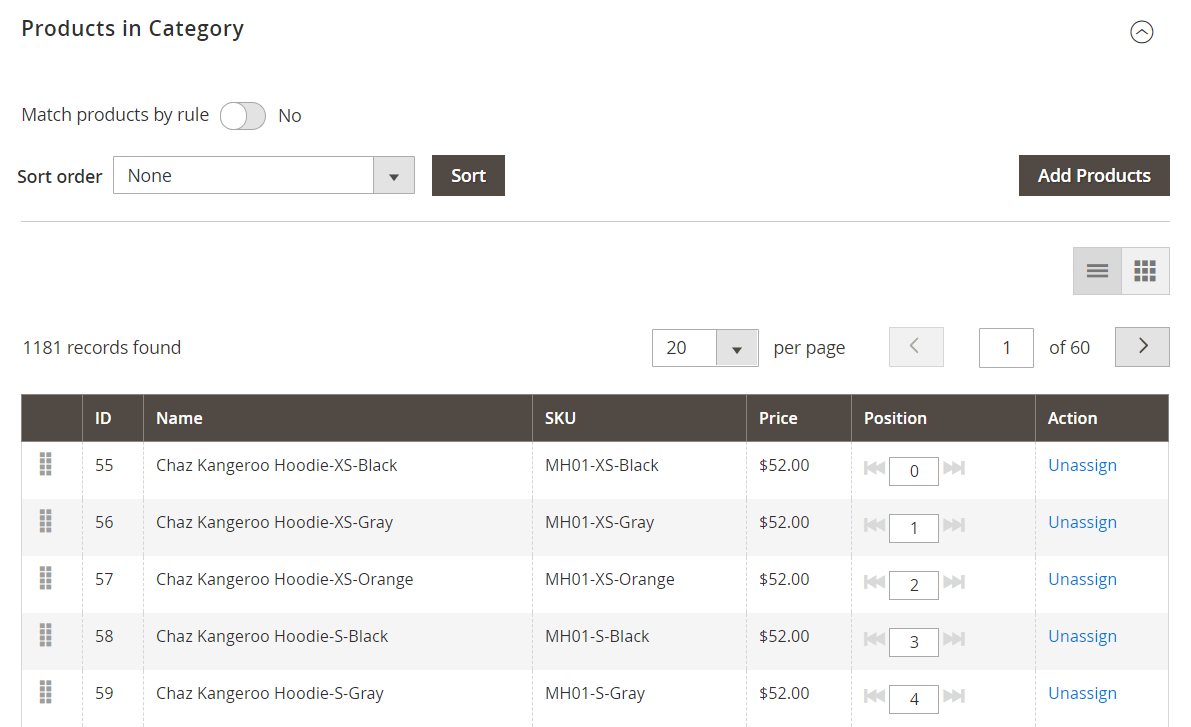 Products in Category
Match products by rule No
Sort order None Sort Add Products
1181 records found 20 per page 1 of 60
ID Name SKU Price Position Action
55 Chaz Kangeroo Hoodie-XS-Black MH01-XS-Black $52.00 0 Unassign
56 Chaz Kangeroo Hoodie-XS-Gray MH01-XS-Gray $52.00 1 Unassign
57 Chaz Kangeroo Hoodie-XS-Orange MH01-XS-Orange $52.00 2 Unassign
58 Chaz Kangeroo Hoodie-S-Black MH01-S-Black $52.00 3 Unassign
59 Chaz Kangeroo Hoodie-S-Gray MH01-S-Gray $52.00 4 Unassign